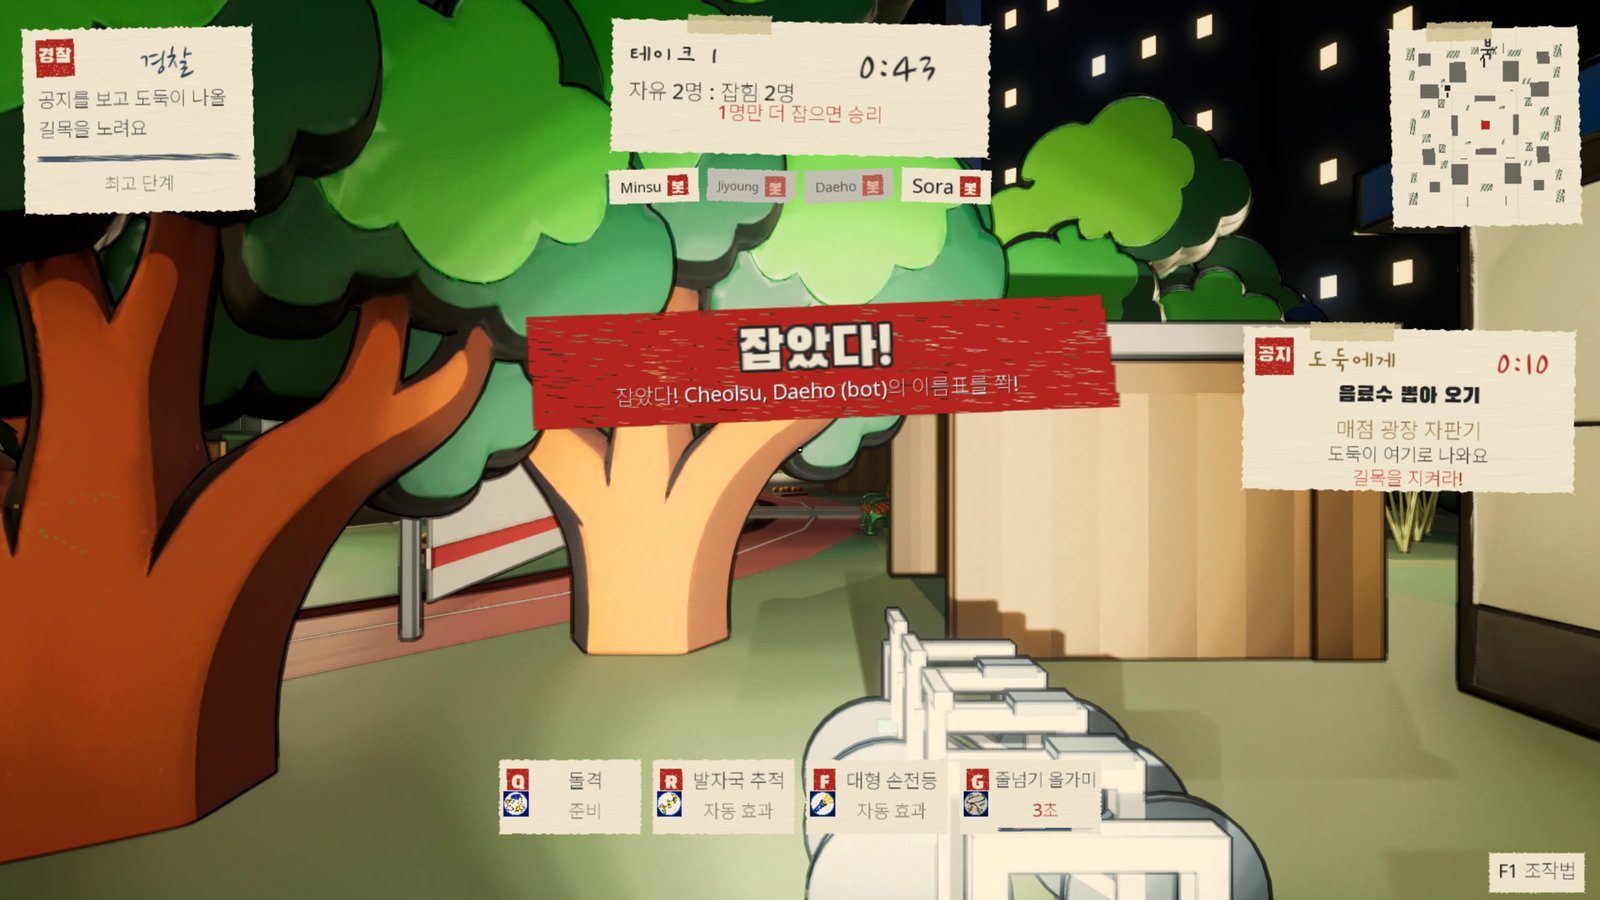 경찰
경찰
공지를 보고 도둑이 나올
길목을 노려요
최고 단계
테이크 1
0:43
자유 2명 : 잡힘 2명
1명만 더 잡으면 승리
Minsu 봇
Jiyoung 봇
Daeho 봇
Sora 봇
북
잡았다!
잡았다! Cheolsu, Daeho (bot)의 이름표를 쫙!
공지 도둑에게 0:10
음료수 뽑아 오기
매점 광장 자판기
도둑이 여기로 나와요
길목을 지켜라!
Q 돌격
준비
R 발자국 추적
자동 효과
F 대형 손전등
자동 효과
G 줄넘기 올가미
3초
F1 조작법